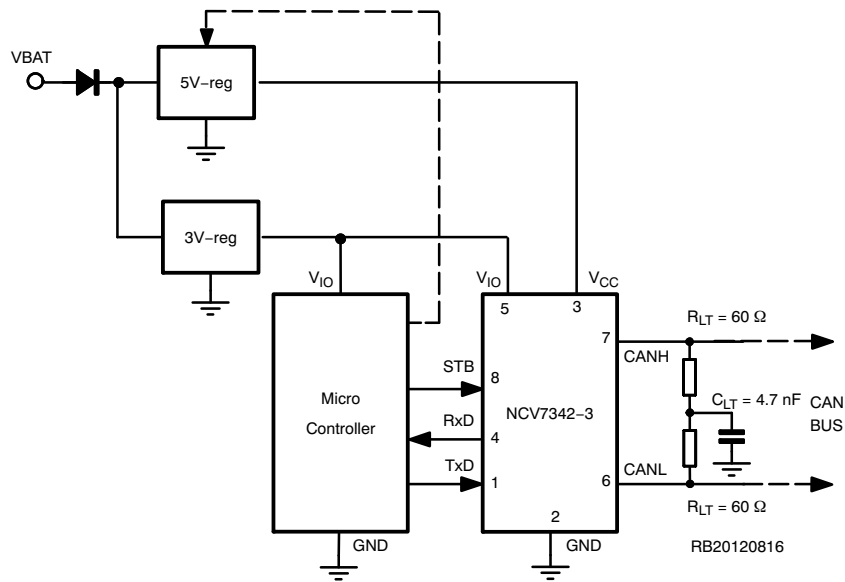 VBAT
5V−reg
3V−reg
VIO
VIO
VCC
5
3
RLT = 60 Ω
7
CANH
STB
8
Micro
Controller
NCV7342−3
CLT = 4.7 nF
CAN
BUS
RxD
4
TxD
1
6
CANL
RLT = 60 Ω
2
GND
GND
RB20120816